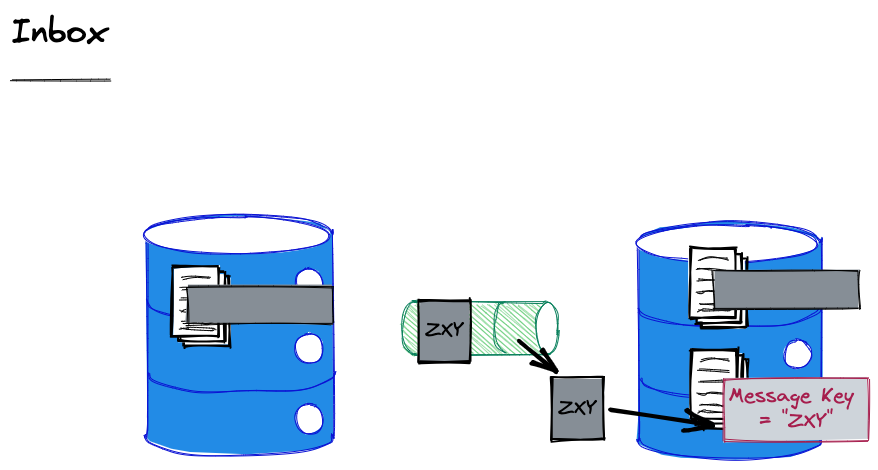 Inbox
ZXY
ZXY
Message Key
= "ZXY"